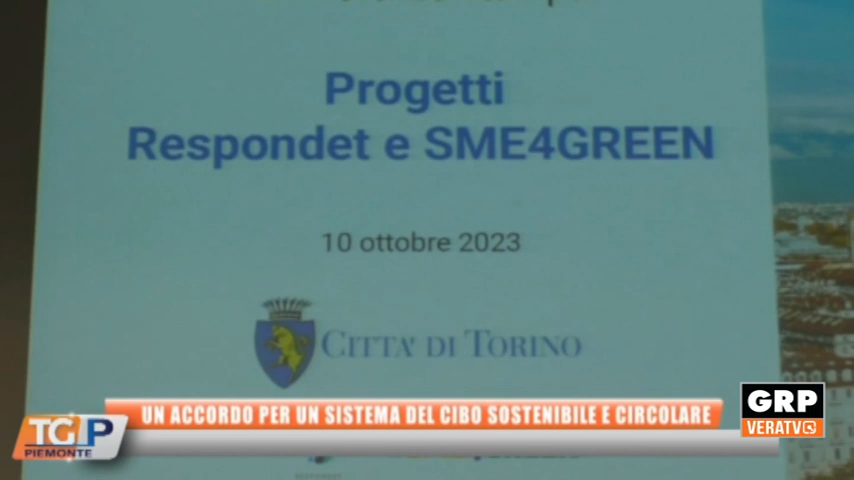 Progetti
Respondet e SME4GREEN
10 ottobre 2023
CITTA' DI TORINO
UN ACCORDO PER UN SISTEMA DEL CIBO SOSTENIBILE E CIRCOLARE
TGP
PIEMONTE
GRP
VERATV